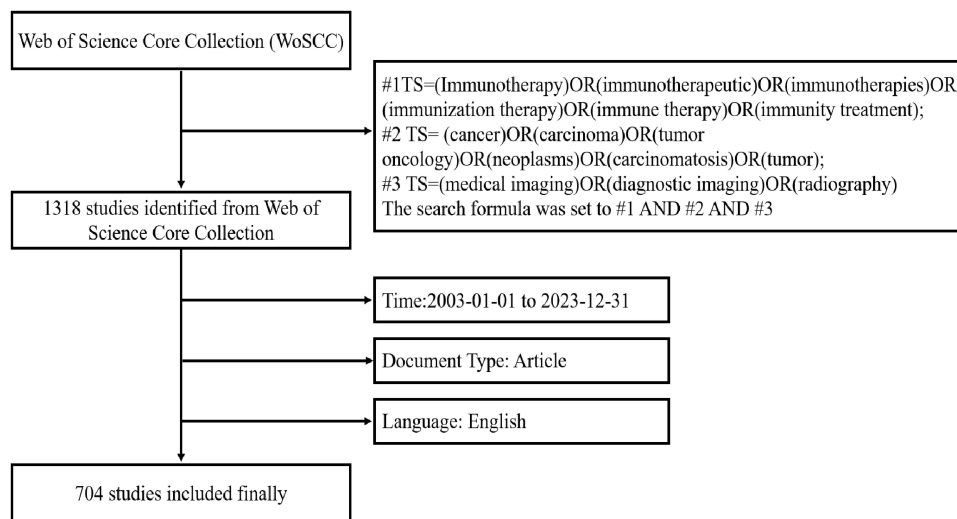 Web of Science Core Collection (WoSCC)
#1TS=(Immunotherapy)OR(immunotherapeutic)OR(immunotherapies)OR
(immunization therapy)OR(immune therapy)OR(immunity treatment);
#2 TS= (cancer)OR(carcinoma)OR(tumor
oncology)OR(neoplasms)OR(carcinomatosis)OR(tumor);
#3 TS=(medical imaging)OR(diagnostic imaging)OR(radiography)
The search formula was set to #1 AND #2 AND #3
1318 studies identified from Web of
Science Core Collection
Time:2003-01-01 to 2023-12-31
Document Type: Article
Language: English
704 studies included finally